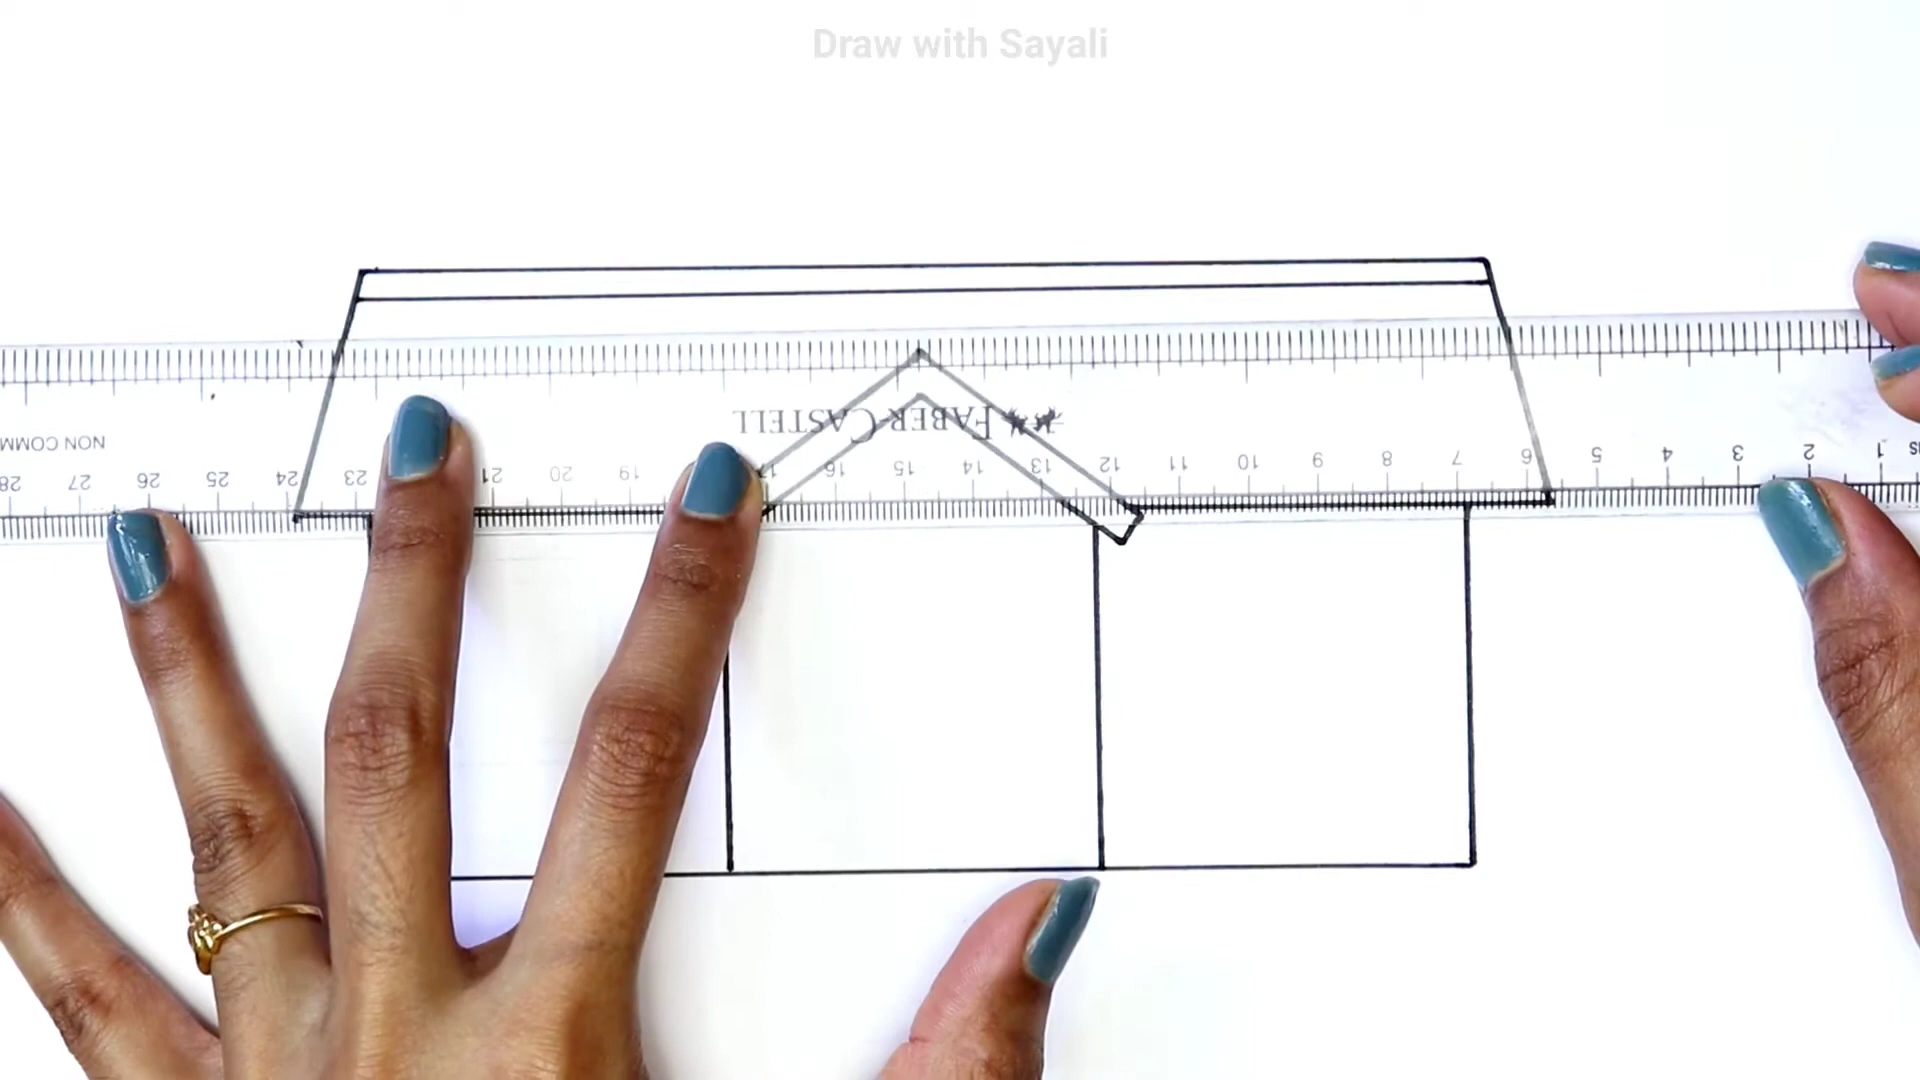 Draw with Sayali
FABER CASTELL
NON COMM
28 27 26 25 24 23 21 20 19 17 16 15 14 13 12 11 10 9 8 7 6 5 4 3 2 1